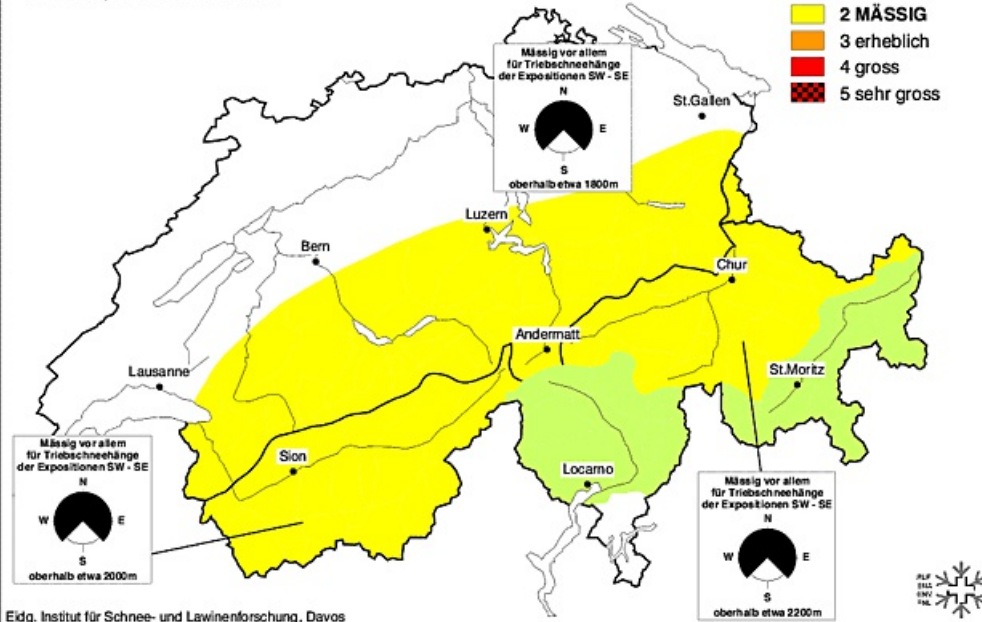 2 MÄSSIG
3 erheblich
4 gross
5 sehr gross
Mässig vor allem
für Triebschneehänge
der Expositionen SW - SE
N
W E
S
oberhalb etwa 1800m
St.Gallen
Luzern
Bern
Chur
Andermatt
Lausanne
St.Moritz
Sion
Locarno
Mässig vor allem
für Triebschneehänge
der Expositionen SW - SE
N
W E
S
oberhalb etwa 2000m
Mässig vor allem
für Triebschneehänge
der Expositionen SW - SE
N
W E
S
oberhalb etwa 2200m
Eidg. Institut für Schnee- und Lawinenforschung, Davos